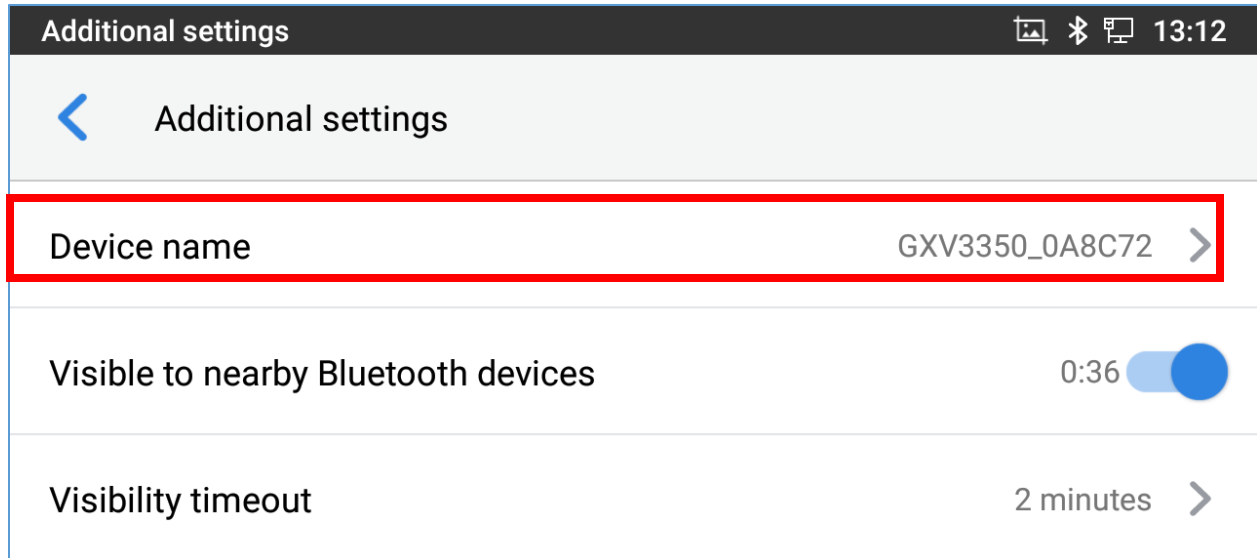 Additional settings 13:12
Additional settings
Device name GXV3350_0A8C72
Visible to nearby Bluetooth devices 0:36
Visibility timeout 2 minutes